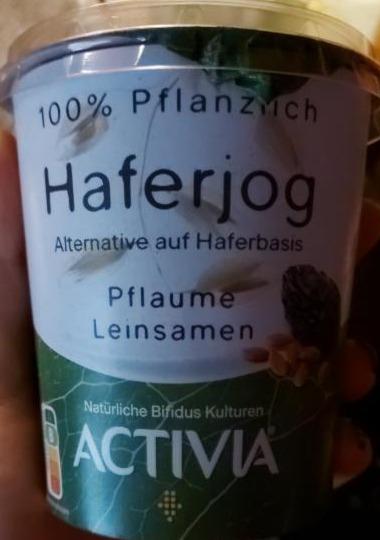 100% Pflanzlich
Haferjog
Alternative auf Haferbasis
Pflaume
Leinsamen
Natürliche Bifidus Kulturen
ACTIVIA